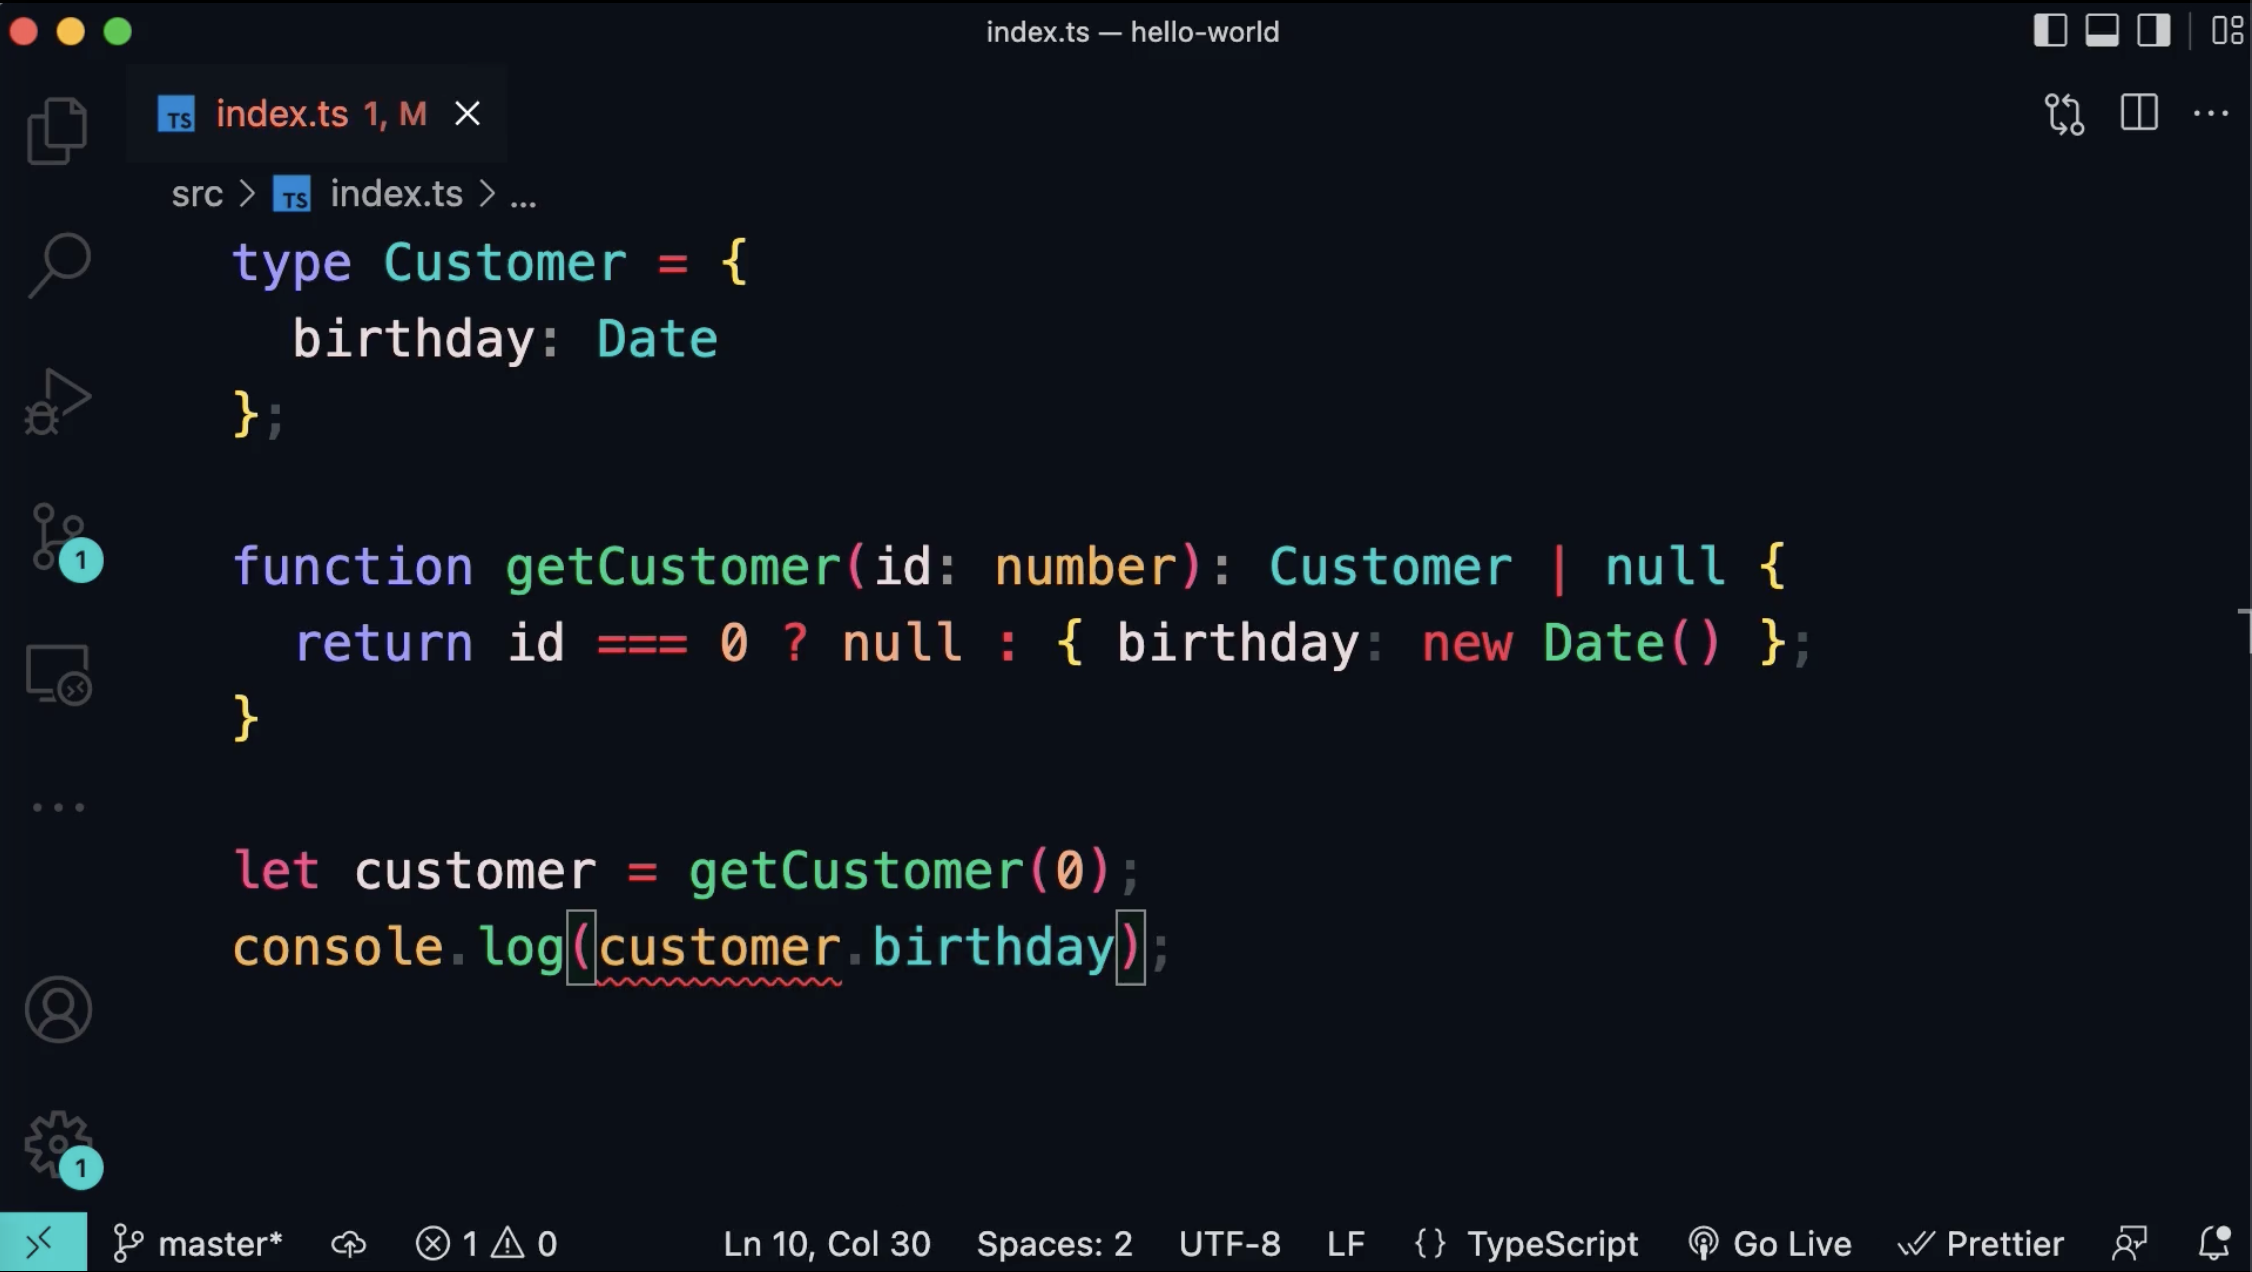 index.ts — hello-world
TS index.ts 1, M
src > TS index.ts > ...
type Customer = {
  birthday: Date
};
function getCustomer(id: number): Customer | null {
  return id === 0 ? null : { birthday: new Date() };
}
let customer = getCustomer(0);
console.log(customer.birthday);
1
1
master* 1 0 Ln 10, Col 30 Spaces: 2 UTF-8 LF {} TypeScript Go Live Prettier